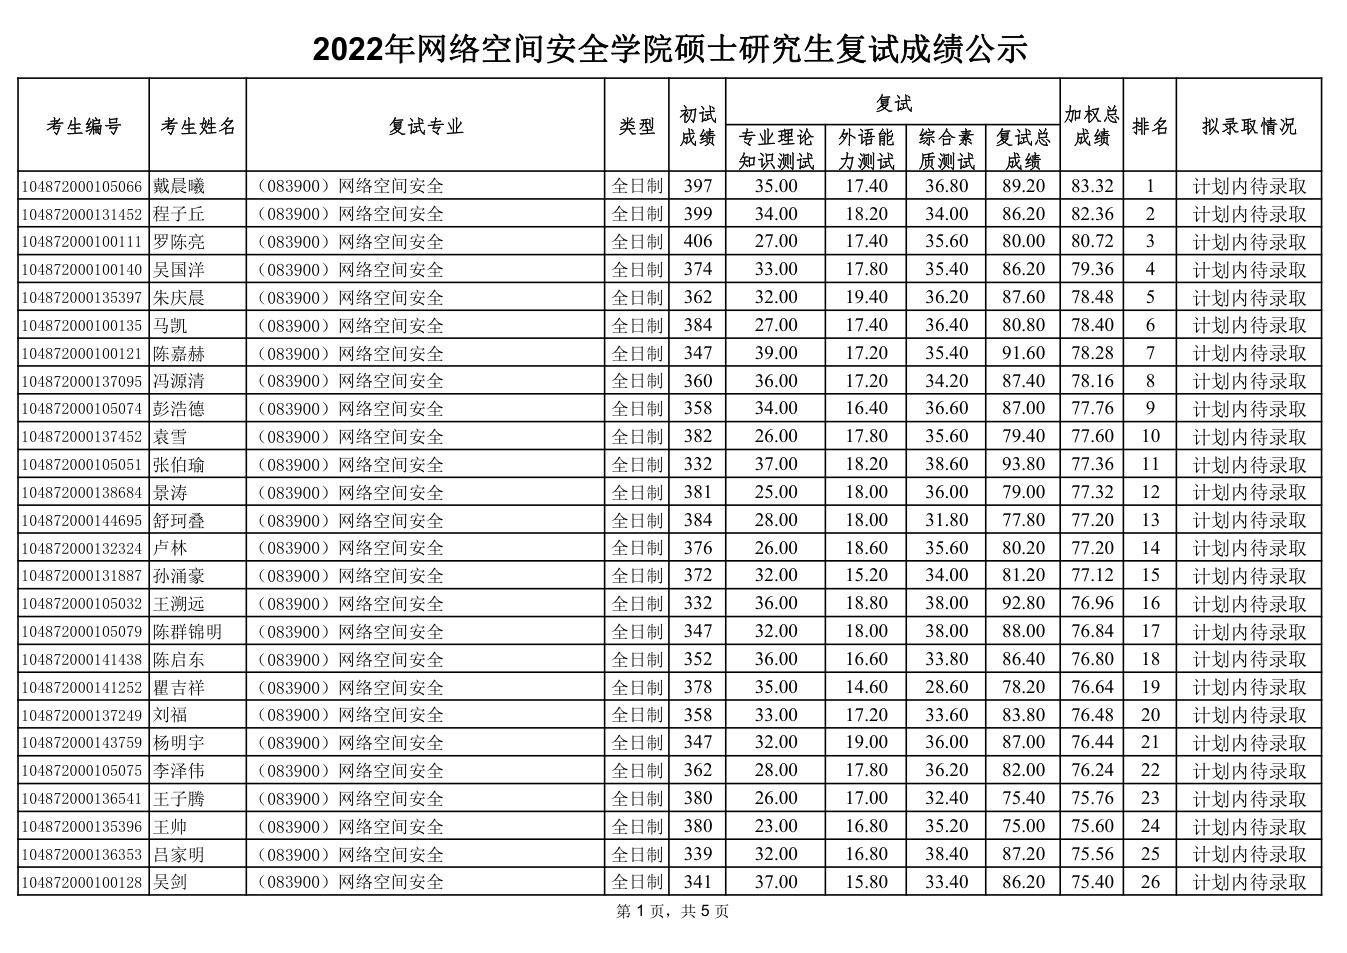 2022年网络空间安全学院硕士研究生复试成绩公示
考生编号 考生姓名 复试专业 类型 初试成绩 复试 加权总成绩 排名 拟录取情况
专业理论知识测试 外语能力测试 综合素质测试 复试总成绩
104872000105066 戴晨曦 （083900）网络空间安全 全日制 397 35.00 17.40 36.80 89.20 83.32 1 计划内待录取
104872000131452 程子丘 （083900）网络空间安全 全日制 399 34.00 18.20 34.00 86.20 82.36 2 计划内待录取
104872000100111 罗陈亮 （083900）网络空间安全 全日制 406 27.00 17.40 35.60 80.00 80.72 3 计划内待录取
104872000100140 吴国洋 （083900）网络空间安全 全日制 374 33.00 17.80 35.40 86.20 79.36 4 计划内待录取
104872000135397 朱庆晨 （083900）网络空间安全 全日制 362 32.00 19.40 36.20 87.60 78.48 5 计划内待录取
104872000100135 马凯 （083900）网络空间安全 全日制 384 27.00 17.40 36.40 80.80 78.40 6 计划内待录取
104872000100121 陈嘉赫 （083900）网络空间安全 全日制 347 39.00 17.20 35.40 91.60 78.28 7 计划内待录取
104872000137095 冯源清 （083900）网络空间安全 全日制 360 36.00 17.20 34.20 87.40 78.16 8 计划内待录取
104872000105074 彭浩德 （083900）网络空间安全 全日制 358 34.00 16.40 36.60 87.00 77.76 9 计划内待录取
104872000137452 袁雪 （083900）网络空间安全 全日制 382 26.00 17.80 35.60 79.40 77.60 10 计划内待录取
104872000105051 张伯瑜 （083900）网络空间安全 全日制 332 37.00 18.20 38.60 93.80 77.36 11 计划内待录取
104872000138684 景涛 （083900）网络空间安全 全日制 381 25.00 18.00 36.00 79.00 77.32 12 计划内待录取
104872000144695 舒珂叠 （083900）网络空间安全 全日制 384 28.00 18.00 31.80 77.80 77.20 13 计划内待录取
104872000132324 卢林 （083900）网络空间安全 全日制 376 26.00 18.60 35.60 80.20 77.20 14 计划内待录取
104872000131887 孙涌豪 （083900）网络空间安全 全日制 372 32.00 15.20 34.00 81.20 77.12 15 计划内待录取
104872000105032 王溯远 （083900）网络空间安全 全日制 332 36.00 18.80 38.00 92.80 76.96 16 计划内待录取
104872000105079 陈群锦明 （083900）网络空间安全 全日制 347 32.00 18.00 38.00 88.00 76.84 17 计划内待录取
104872000141438 陈启东 （083900）网络空间安全 全日制 352 36.00 16.60 33.80 86.40 76.80 18 计划内待录取
104872000141252 瞿吉祥 （083900）网络空间安全 全日制 378 35.00 14.60 28.60 78.20 76.64 19 计划内待录取
104872000137249 刘福 （083900）网络空间安全 全日制 358 33.00 17.20 33.60 83.80 76.48 20 计划内待录取
104872000143759 杨明宇 （083900）网络空间安全 全日制 347 32.00 19.00 36.00 87.00 76.44 21 计划内待录取
104872000105075 李泽伟 （083900）网络空间安全 全日制 362 28.00 17.80 36.20 82.00 76.24 22 计划内待录取
104872000136541 王子腾 （083900）网络空间安全 全日制 380 26.00 17.00 32.40 75.40 75.76 23 计划内待录取
104872000135396 王帅 （083900）网络空间安全 全日制 380 23.00 16.80 35.20 75.00 75.60 24 计划内待录取
104872000136353 吕家明 （083900）网络空间安全 全日制 339 32.00 16.80 38.40 87.20 75.56 25 计划内待录取
104872000100128 吴剑 （083900）网络空间安全 全日制 341 37.00 15.80 33.40 86.20 75.40 26 计划内待录取
第 1 页，共 5 页